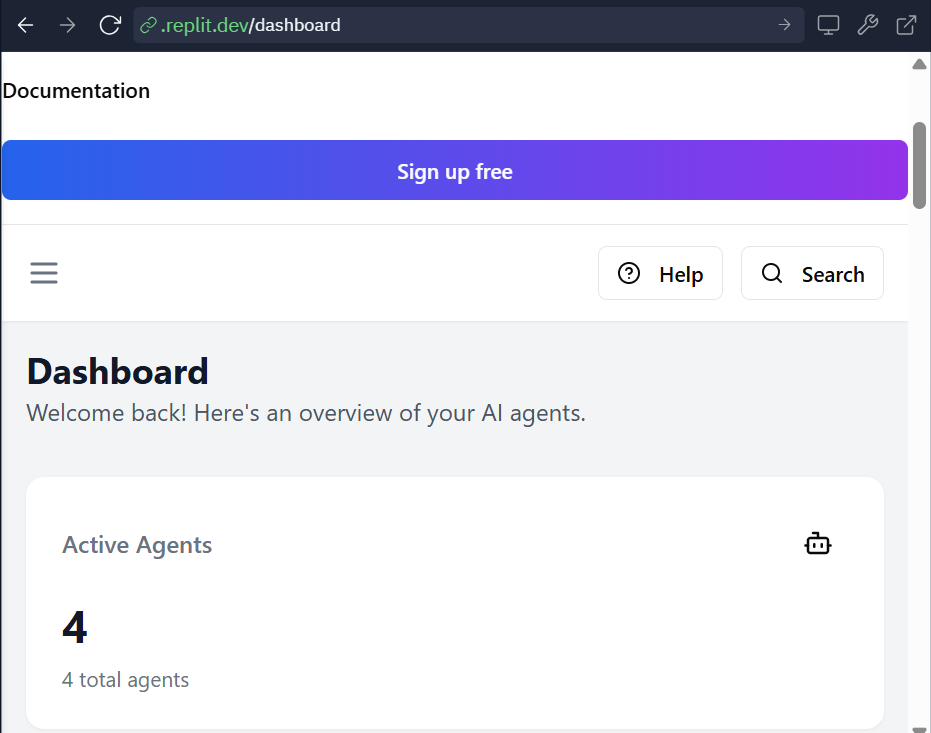 .replit.dev/dashboard
Documentation
Sign up free
Help
Search
Dashboard
Welcome back! Here's an overview of your AI agents.
Active Agents
4
4 total agents